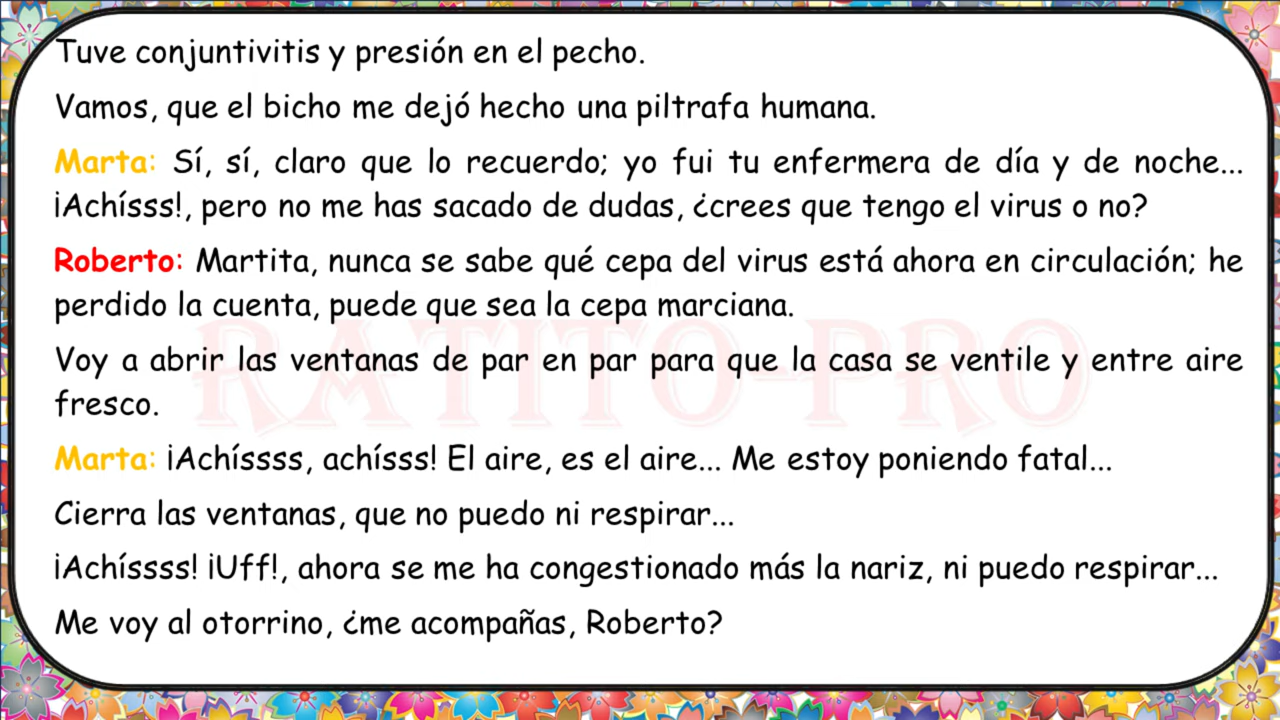 Tuve conjuntivitis y presión en el pecho.
Vamos, que el bicho me dejó hecho una piltrafa humana.
Marta: Sí, sí, claro que lo recuerdo; yo fui tu enfermera de día y de noche...
¡Achísss!, pero no me has sacado de dudas, ¿crees que tengo el virus o no?
Roberto: Martita, nunca se sabe qué cepa del virus está ahora en circulación; he
perdido la cuenta, puede que sea la cepa marciana.
Voy a abrir las ventanas de par en par para que la casa se ventile y entre aire
fresco.
Marta: ¡Achíssss, achísss! El aire, es el aire... Me estoy poniendo fatal...
Cierra las ventanas, que no puedo ni respirar...
¡Achíssss! ¡Uff!, ahora se me ha congestionado más la nariz, ni puedo respirar...
Me voy al otorrino, ¿me acompañas, Roberto?
RATITO-PRO